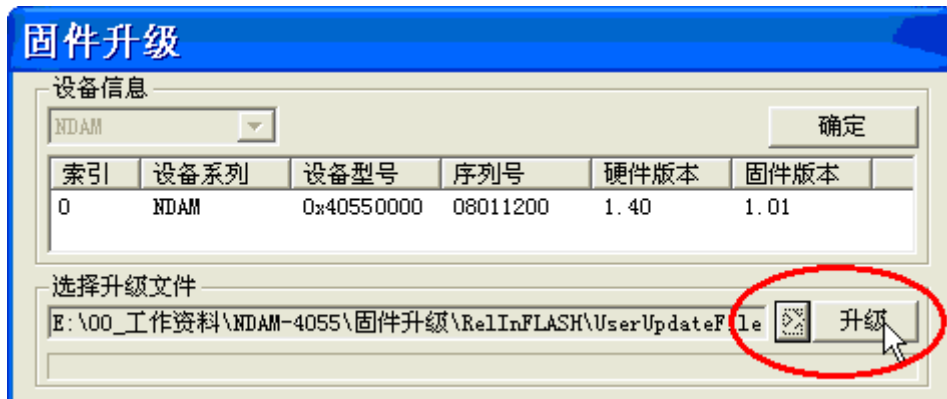 固件升级
设备信息
NDAM
确定
索引 设备系列 设备型号 序列号 硬件版本 固件版本
0 NDAM 0x40550000 08011200 1.40 1.01
选择升级文件
E:\00_工作资料\NDAM-4055\固件升级\RelInFLASH\UserUpdateFile 升级